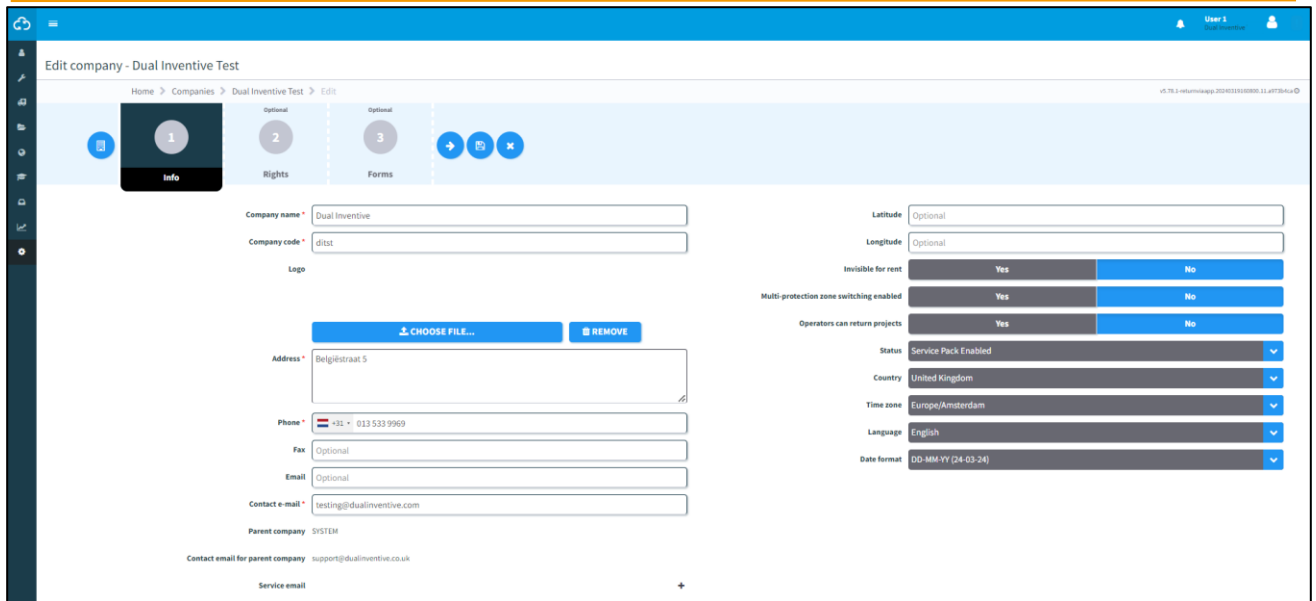 User 1
Dual Inventive
Edit company - Dual Inventive Test
Home > Companies > Dual Inventive Test > Edit
1
Info
Optional
2
Rights
Optional
3
Forms
Company name *
Dual Inventive
Company code *
ditst
Logo
CHOOSE FILE...
REMOVE
Address *
Belgiëstraat 5
Phone *
+31
013 533 9969
Fax
Optional
Email
Optional
Contact e-mail *
testing@dualinventive.com
Parent company
SYSTEM
Contact email for parent company
support@dualinventive.co.uk
Service email
+
Latitude
Optional
Longitude
Optional
Invisible for rent
Yes
No
Multi-protection zone switching enabled
Yes
No
Operators can return projects
Yes
No
Status
Service Pack Enabled
Country
United Kingdom
Time zone
Europe/Amsterdam
Language
English
Date format
DD-MM-YY (24-03-24)